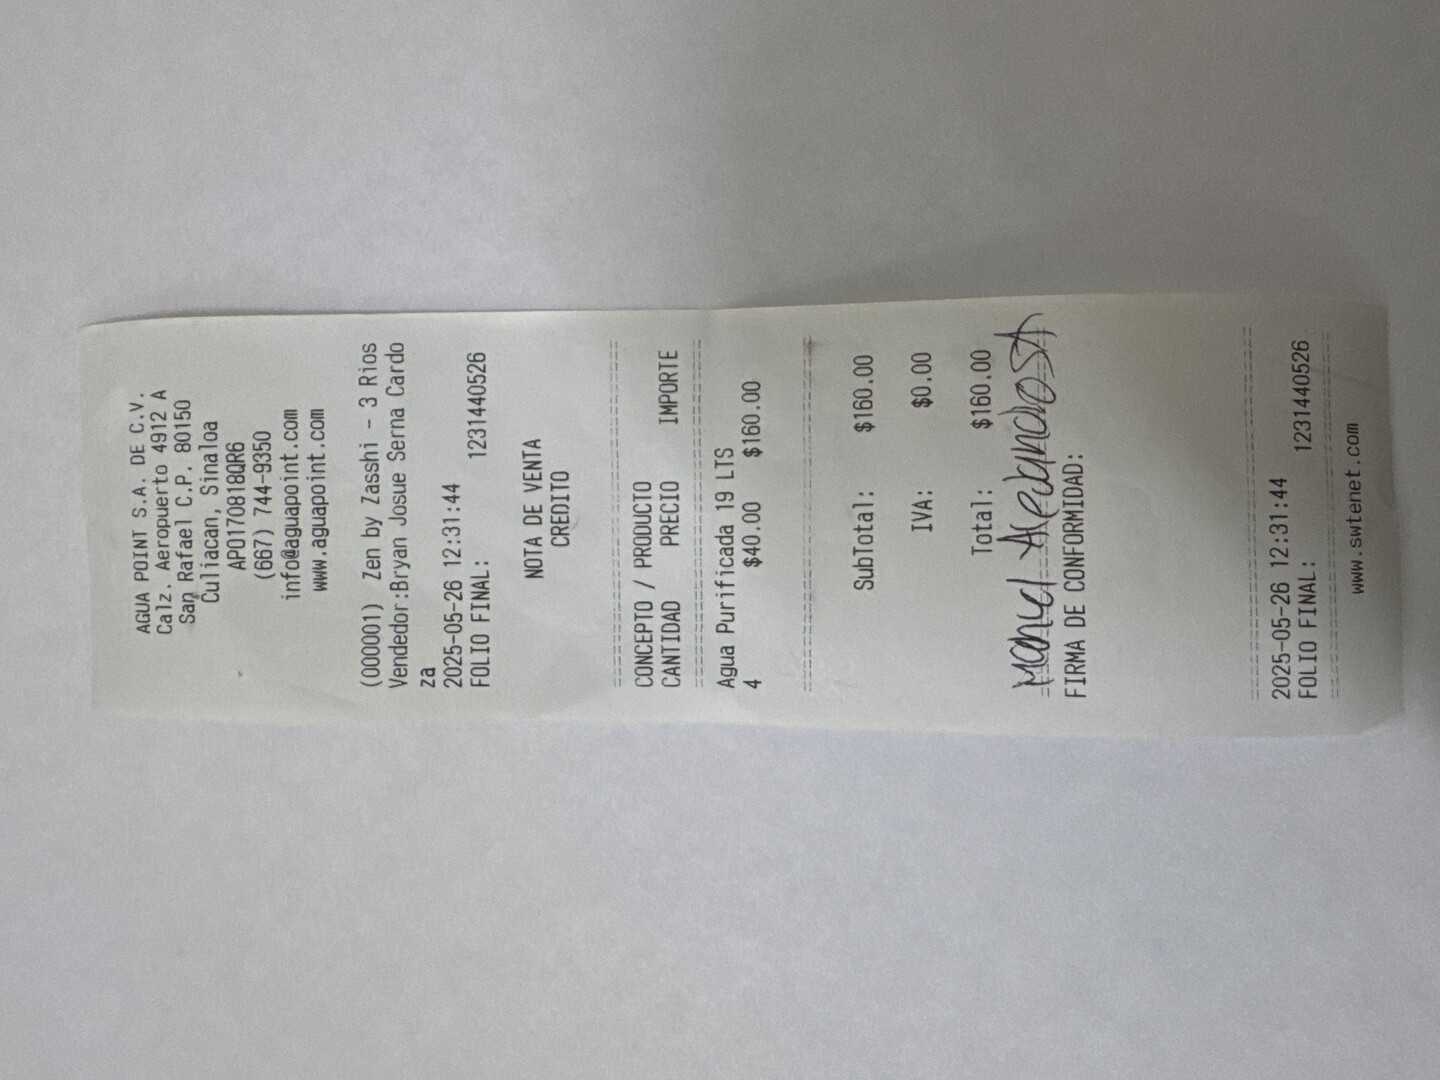 AGUA POINT S.A. DE C.V.
Calz. Aeropuerto 4912 A
San Rafael C.P. 80150
Culiacan, Sinaloa
APO170818QR6
(667) 744-9350
info@aguapoint.com
www.aguapoint.com
(000001) Zen by Zasshi - 3 Rios
Vendedor:Bryan Josue Serna Cardo
za
2025-05-26 12:31:44
FOLIO FINAL: 1231440526
NOTA DE VENTA
CREDITO
CONCEPTO / PRODUCTO
CANTIDAD PRECIO IMPORTE
Agua Purificada 19 LTS
4 $40.00 $160.00
SubTotal: $160.00
IVA: $0.00
Total: $160.00
Manuel
FIRMA DE CONFORMIDAD:
2025-05-26 12:31:44
FOLIO FINAL: 1231440526
www.swtenet.com